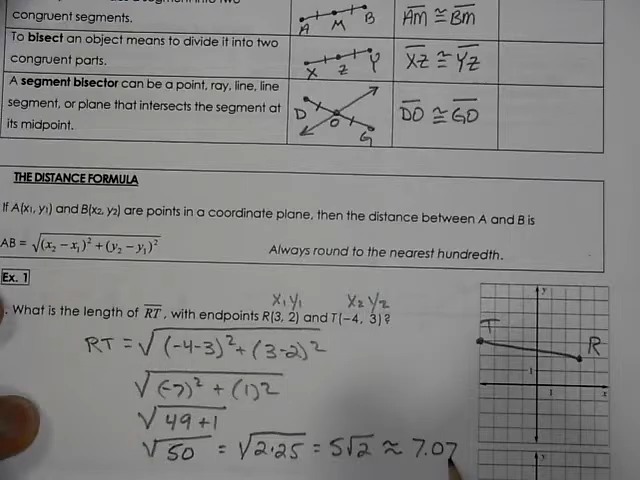 congruent segments.
A M B
AM ≅ BM
To bisect an object means to divide it into two
congruent parts.
X Z Y
XZ ≅ YZ
A segment bisector can be a point, ray, line, line
segment, or plane that intersects the segment at
its midpoint.
D O G
DO ≅ GO
THE DISTANCE FORMULA
If A(x₁, y₁) and B(x₂, y₂) are points in a coordinate plane, then the distance between A and B is
AB = √((x₂ − x₁)² + (y₂ − y₁)²)
Always round to the nearest hundredth.
Ex. 1
x₁ y₁ x₂ y₂
. What is the length of RT, with endpoints R(3, 2) and T(−4, 3)?
RT = √((-4-3)² + (3-2)²)
√((-7)² + (1)²)
√(49 + 1)
√50 = √(2·25) = 5√2 ≈ 7.07
y
T
R
1
1
x
y